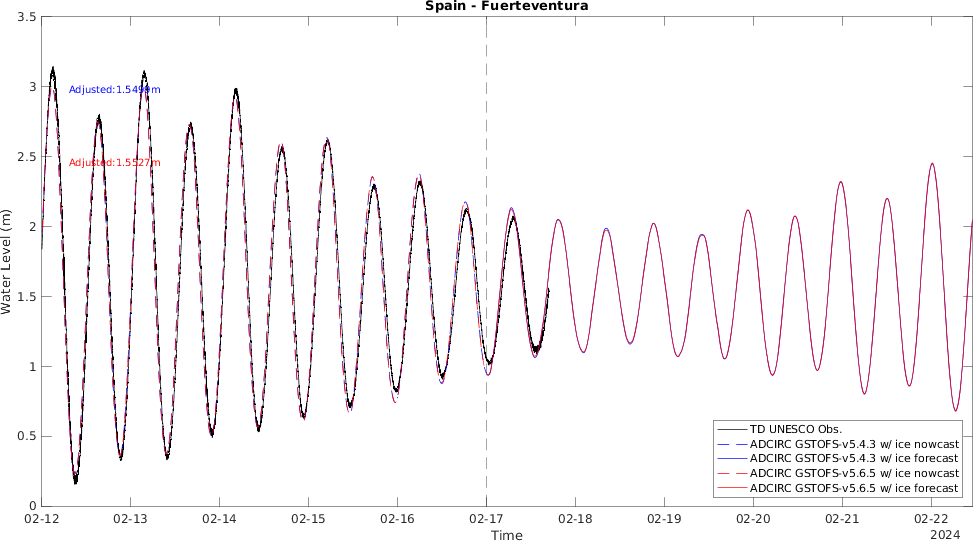 Spain - Fuerteventura
3.5
3
2.5
2
1.5
1
0.5
0
Water Level (m)
Adjusted:1.5499m
Adjusted:1.5527m
TD UNESCO Obs.
ADCIRC GSTOFS-v5.4.3 w/ ice nowcast
ADCIRC GSTOFS-v5.4.3 w/ ice forecast
ADCIRC GSTOFS-v5.6.5 w/ ice nowcast
ADCIRC GSTOFS-v5.6.5 w/ ice forecast
02-12 02-13 02-14 02-15 02-16 02-17 02-18 02-19 02-20 02-21 02-22
Time
2024